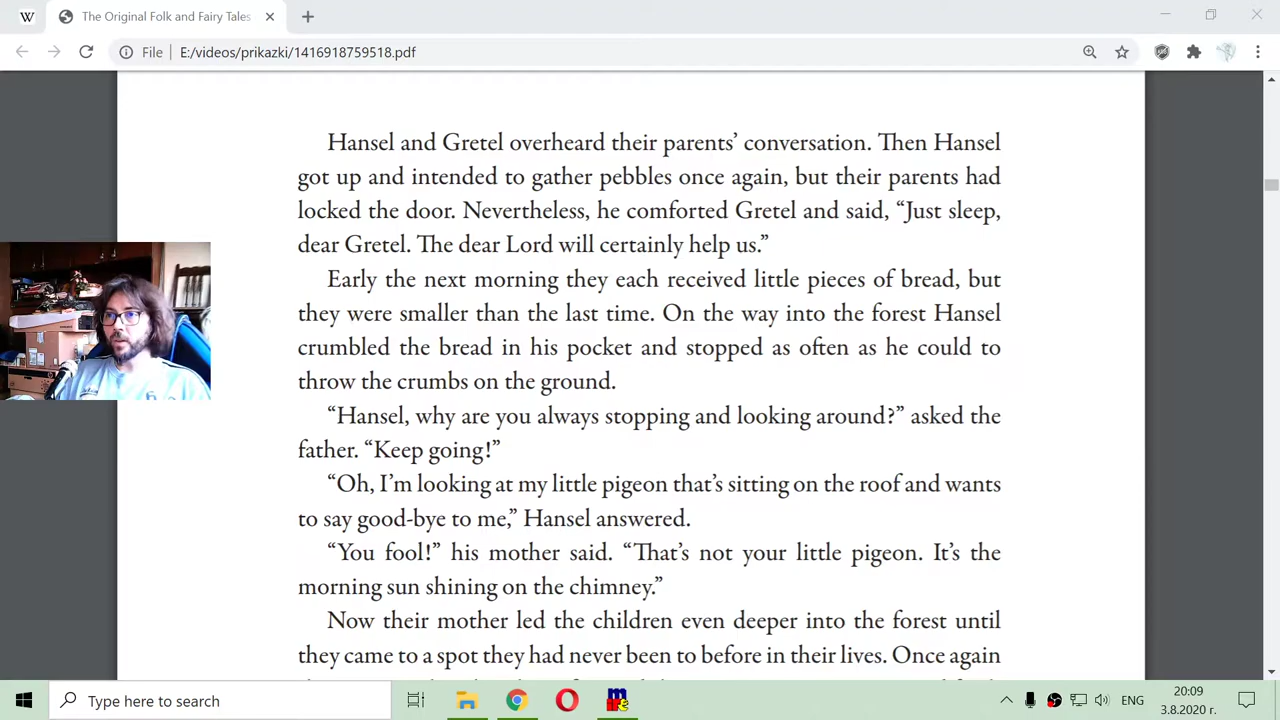 The Original Folk and Fairy Tales
File
E:/videos/prikazki/1416918759518.pdf
Hansel and Gretel overheard their parents’ conversation. Then Hansel
got up and intended to gather pebbles once again, but their parents had
locked the door. Nevertheless, he comforted Gretel and said, “Just sleep,
dear Gretel. The dear Lord will certainly help us.”
Early the next morning they each received little pieces of bread, but
they were smaller than the last time. On the way into the forest Hansel
crumbled the bread in his pocket and stopped as often as he could to
throw the crumbs on the ground.
“Hansel, why are you always stopping and looking around?” asked the
father. “Keep going!”
“Oh, I’m looking at my little pigeon that’s sitting on the roof and wants
to say good-bye to me,” Hansel answered.
“You fool!” his mother said. “That’s not your little pigeon. It’s the
morning sun shining on the chimney.”
Now their mother led the children even deeper into the forest until
they came to a spot they had never been to before in their lives. Once again
Type here to search
ЕНГ
20:09
3.8.2020 г.